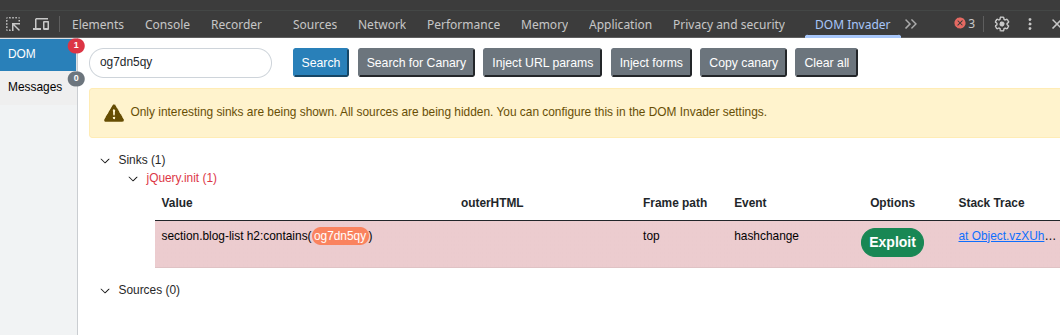 Elements Console Recorder Sources Network Performance Memory Application Privacy and security DOM Invader 3
DOM 1
Messages 0
og7dn5qy Search Search for Canary Inject URL params Inject forms Copy canary Clear all
Only interesting sinks are being shown. All sources are being hidden. You can configure this in the DOM Invader settings.
Sinks (1)
jQuery.init (1)
Value outerHTML Frame path Event Options Stack Trace
section.blog-list h2:contains(og7dn5qy) top hashchange Exploit at Object.vzXUh...
Sources (0)